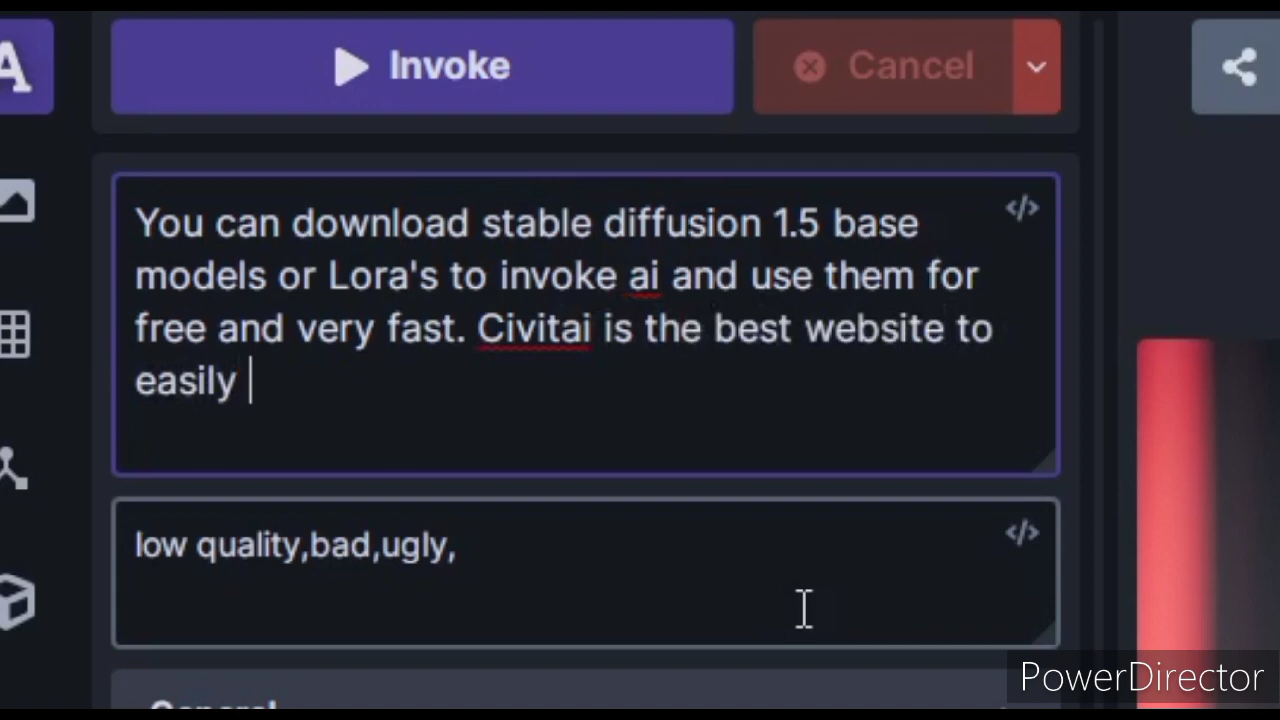 A
Invoke
Cancel
You can download stable diffusion 1.5 base
models or Lora's to invoke ai and use them for
free and very fast. Civitai is the best website to
easily
low quality,bad,ugly,
General
PowerDirector